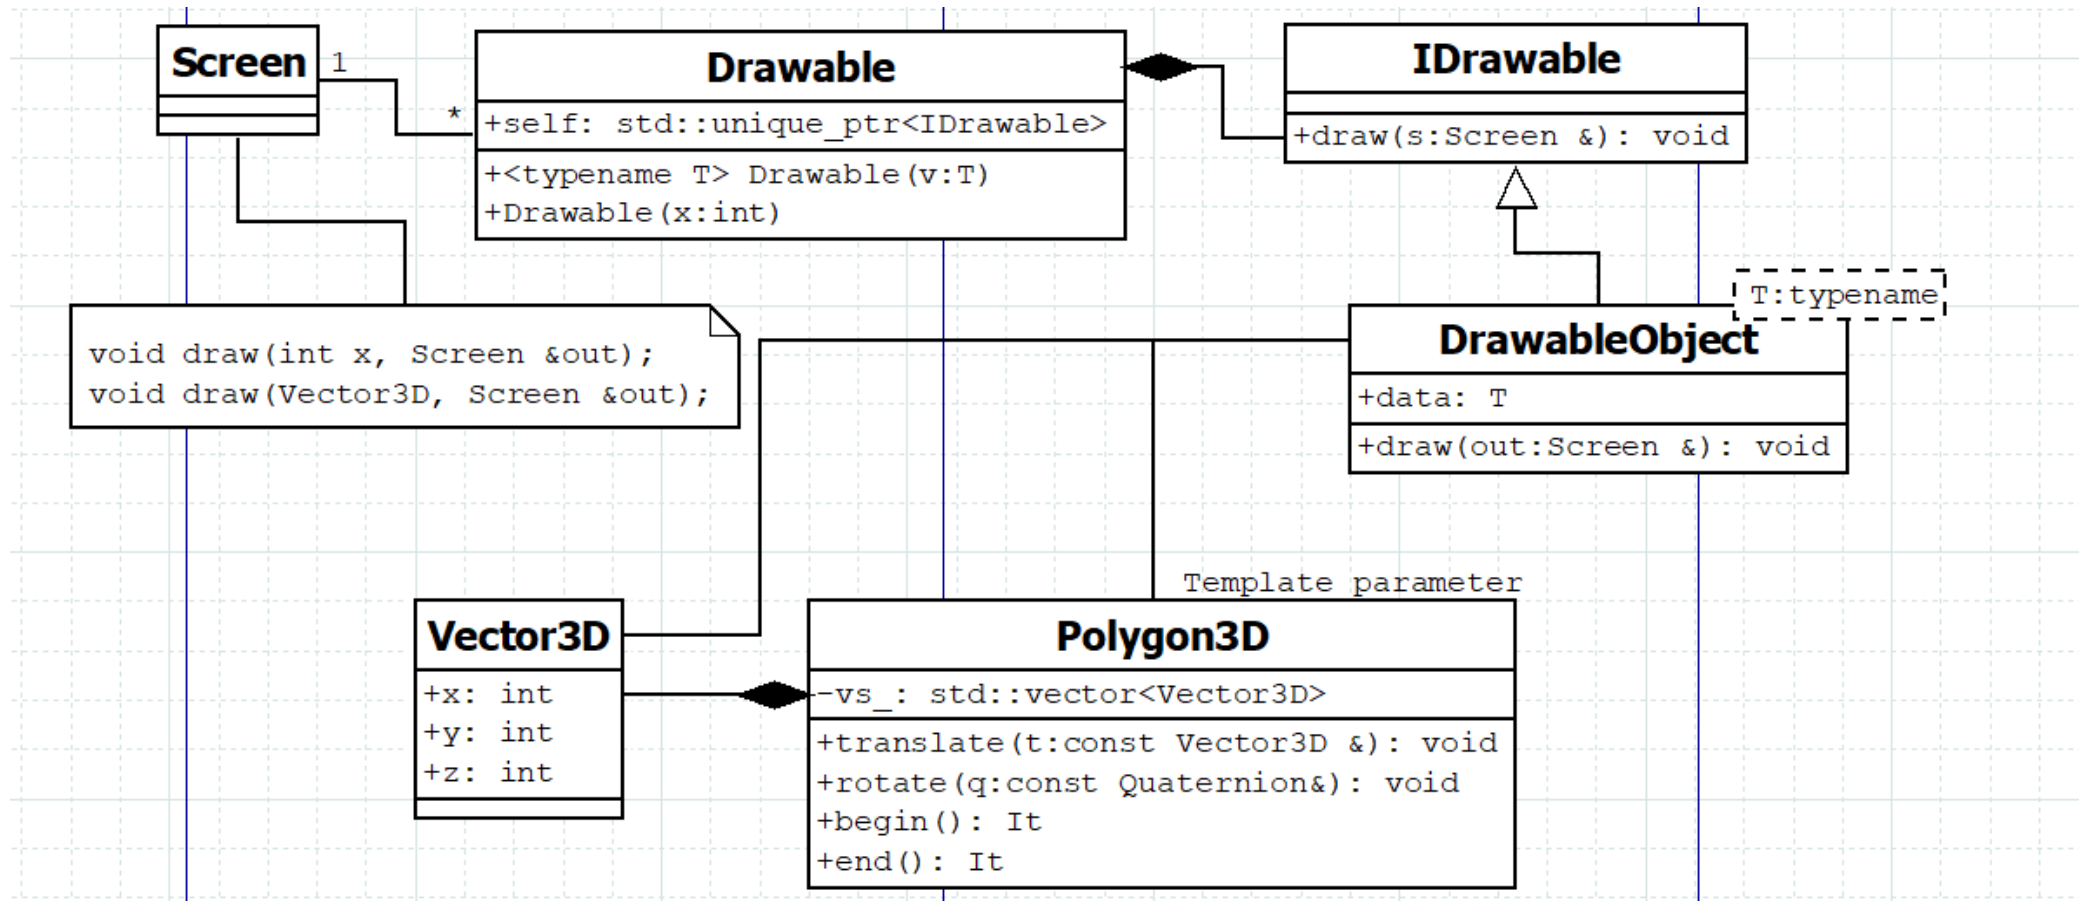 Screen
1
*
Drawable
+self: std::unique_ptr<IDrawable>
+<typename T> Drawable(v:T)
+Drawable(x:int)
IDrawable
+draw(s:Screen &): void
void draw(int x, Screen &out);
void draw(Vector3D, Screen &out);
T:typename
DrawableObject
+data: T
+draw(out:Screen &): void
Vector3D
+x: int
+y: int
+z: int
Template parameter
Polygon3D
-vs_: std::vector<Vector3D>
+translate(t:const Vector3D &): void
+rotate(q:const Quaternion&): void
+begin(): It
+end(): It